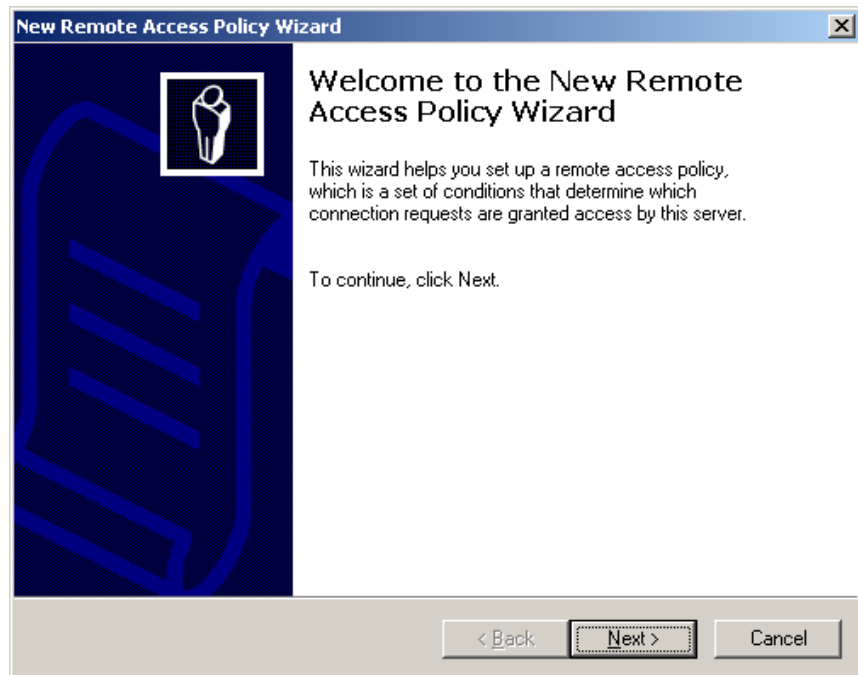 New Remote Access Policy Wizard
Welcome to the New Remote
Access Policy Wizard
This wizard helps you set up a remote access policy,
which is a set of conditions that determine which
connection requests are granted access by this server.
To continue, click Next.
< Back
Next >
Cancel